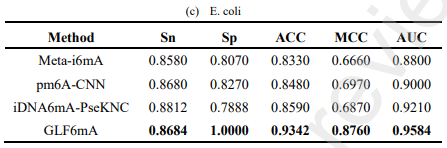 (c) E. coli
Method Sn Sp ACC MCC AUC
Meta-i6mA 0.8580 0.8070 0.8330 0.6660 0.8800
pm6A-CNN 0.8680 0.8270 0.8480 0.6970 0.9000
iDNA6mA-PseKNC 0.8812 0.7888 0.8590 0.6870 0.9210
GLF6mA 0.8684 1.0000 0.9342 0.8760 0.9584